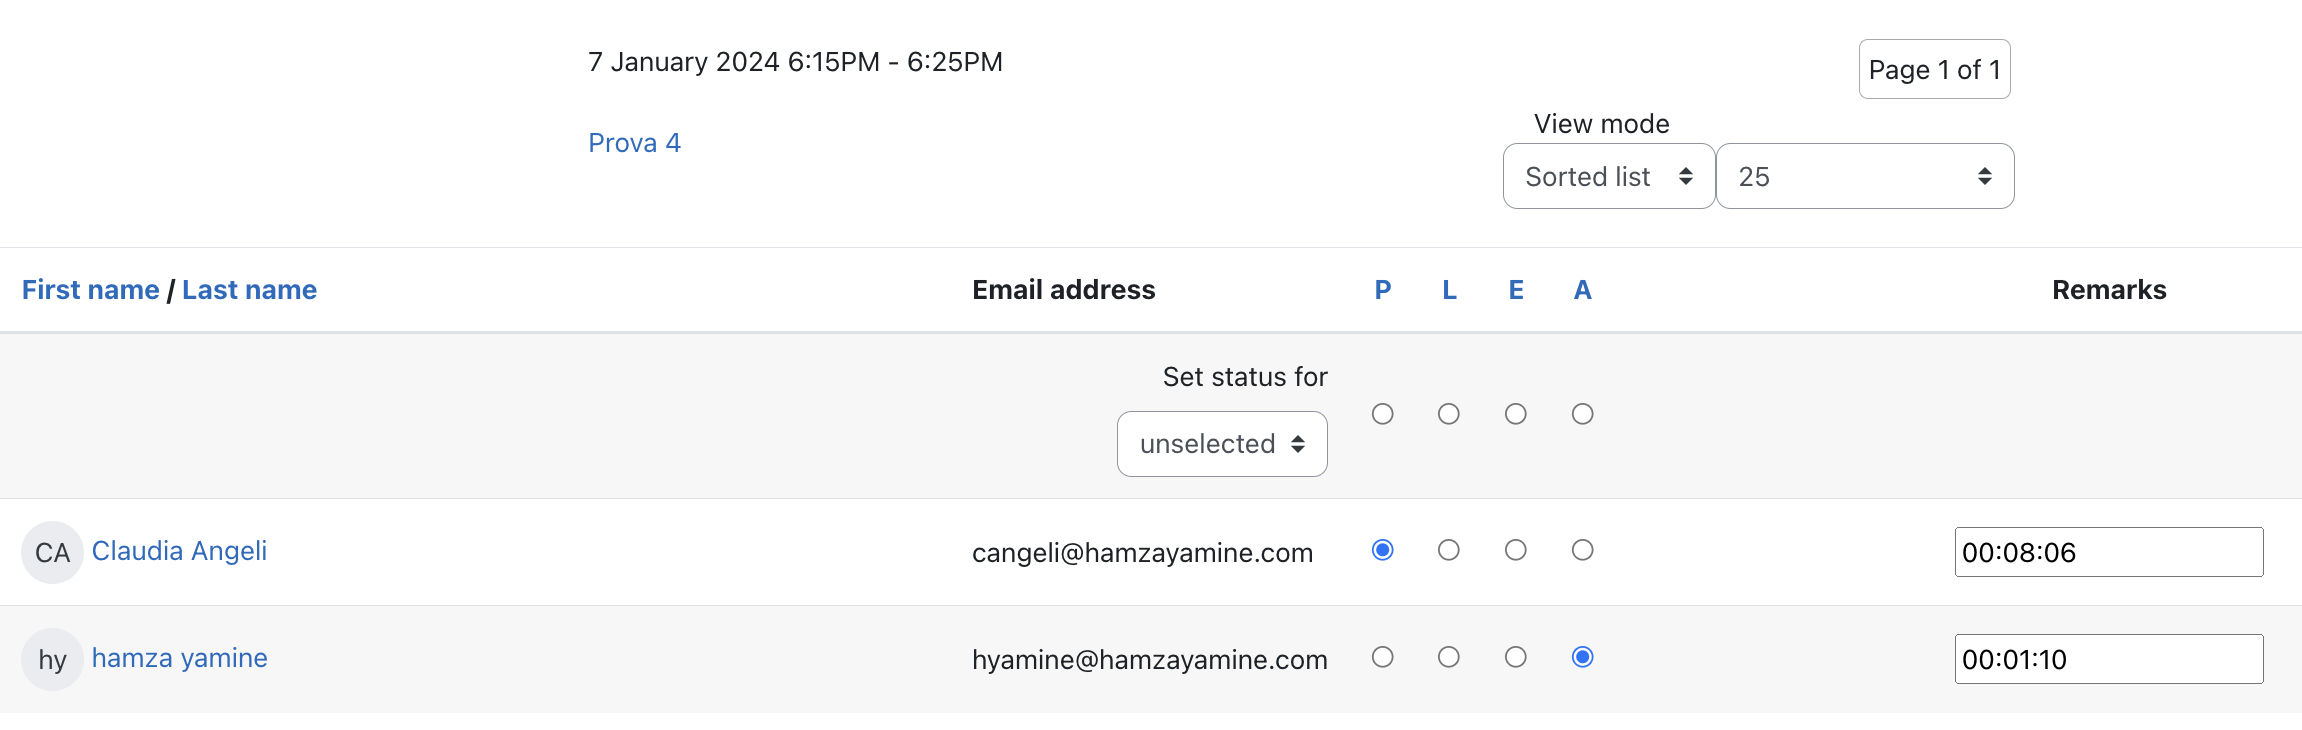 7 January 2024 6:15PM - 6:25PM
Page 1 of 1
Prova 4
View mode
Sorted list
25
First name / Last name
Email address
P
L
E
A
Remarks
Set status for
unselected
CA Claudia Angeli
cangeli@hamzayamine.com
00:08:06
hy hamza yamine
hyamine@hamzayamine.com
00:01:10